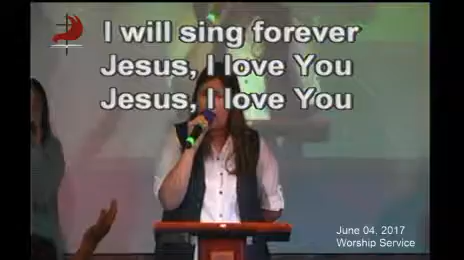 I will sing forever
Jesus, I love You
Jesus, I love You
June 04, 2017
Worship Service